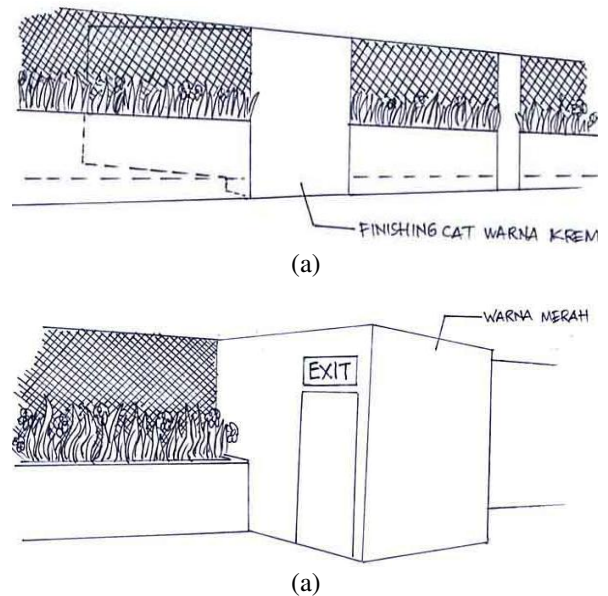 FINISHING CAT WARNA KREM
(a)
WARNA MERAH
EXIT
(a)